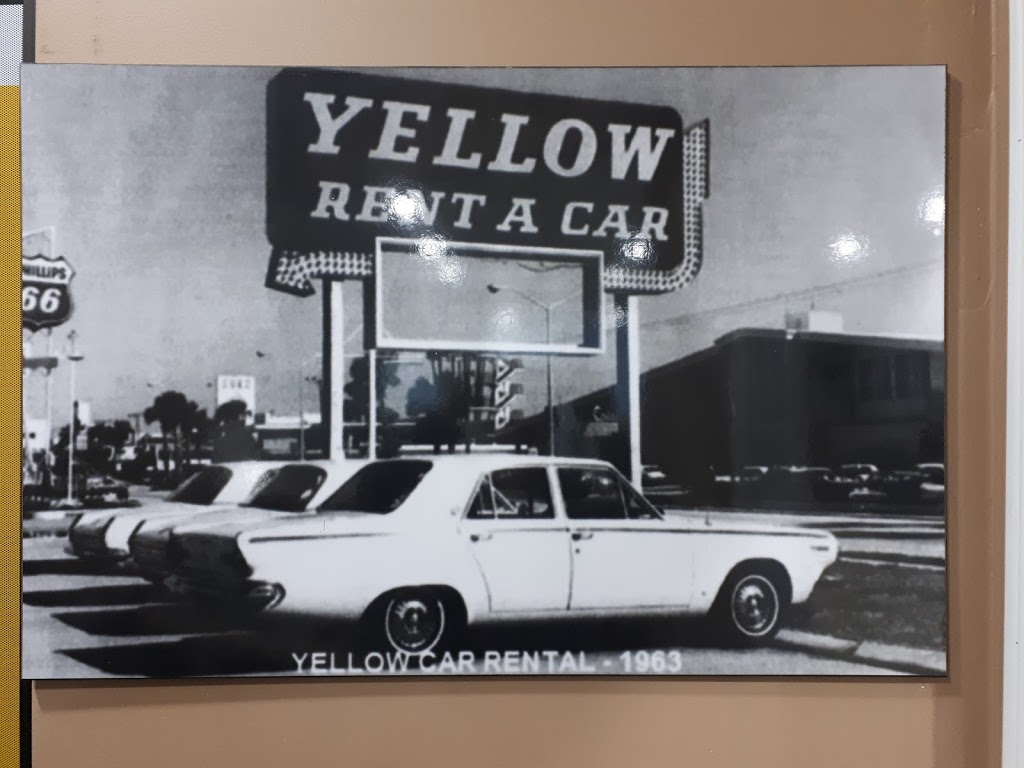 YELLOW
RENT A CAR
PHILLIPS
66
YELLOW CAR RENTAL - 1963